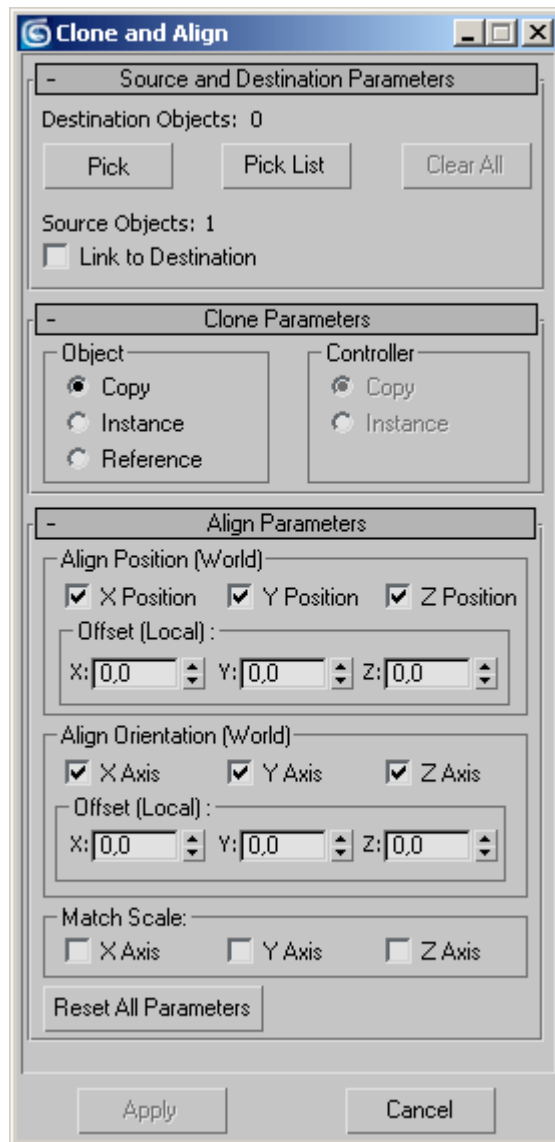 Clone and Align
- Source and Destination Parameters
Destination Objects: 0
Pick Pick List Clear All
Source Objects: 1
Link to Destination
- Clone Parameters
Object Controller
Copy Copy
Instance Instance
Reference
- Align Parameters
Align Position (World)
X Position Y Position Z Position
Offset (Local) :
X: 0,0 Y: 0,0 Z: 0,0
Align Orientation (World)
X Axis Y Axis Z Axis
Offset (Local) :
X: 0,0 Y: 0,0 Z: 0,0
Match Scale:
X Axis Y Axis Z Axis
Reset All Parameters
Apply Cancel